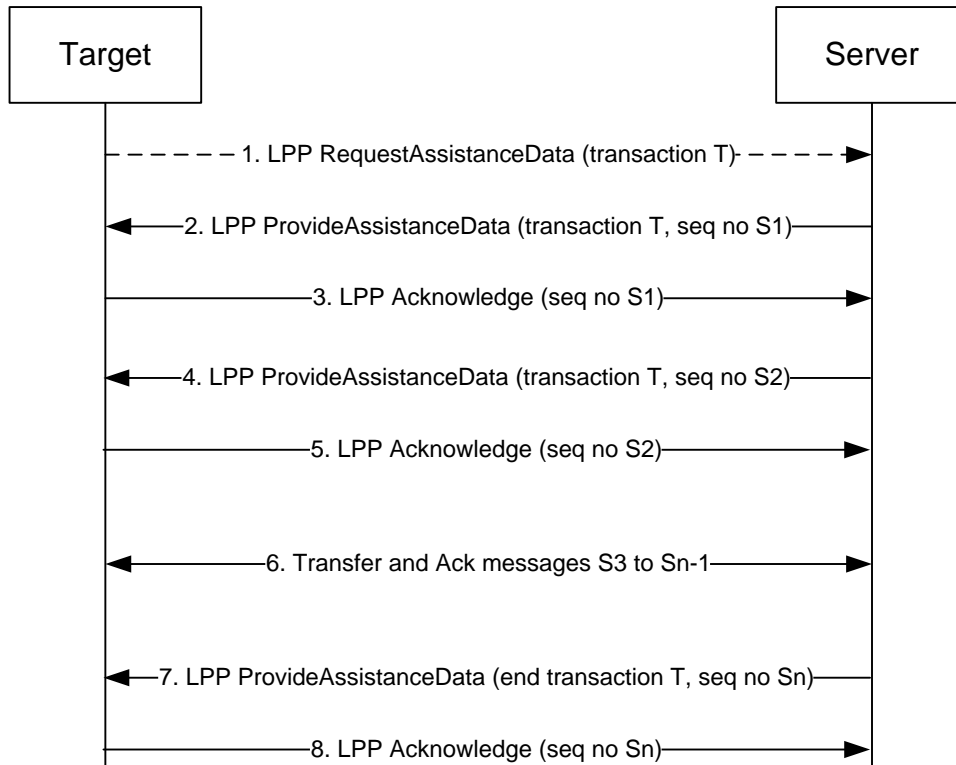 Target
Server
1. LPP RequestAssistanceData (transaction T)
2. LPP ProvideAssistanceData (transaction T, seq no S1)
3. LPP Acknowledge (seq no S1)
4. LPP ProvideAssistanceData (transaction T, seq no S2)
5. LPP Acknowledge (seq no S2)
6. Transfer and Ack messages S3 to Sn-1
7. LPP ProvideAssistanceData (end transaction T, seq no Sn)
8. LPP Acknowledge (seq no Sn)